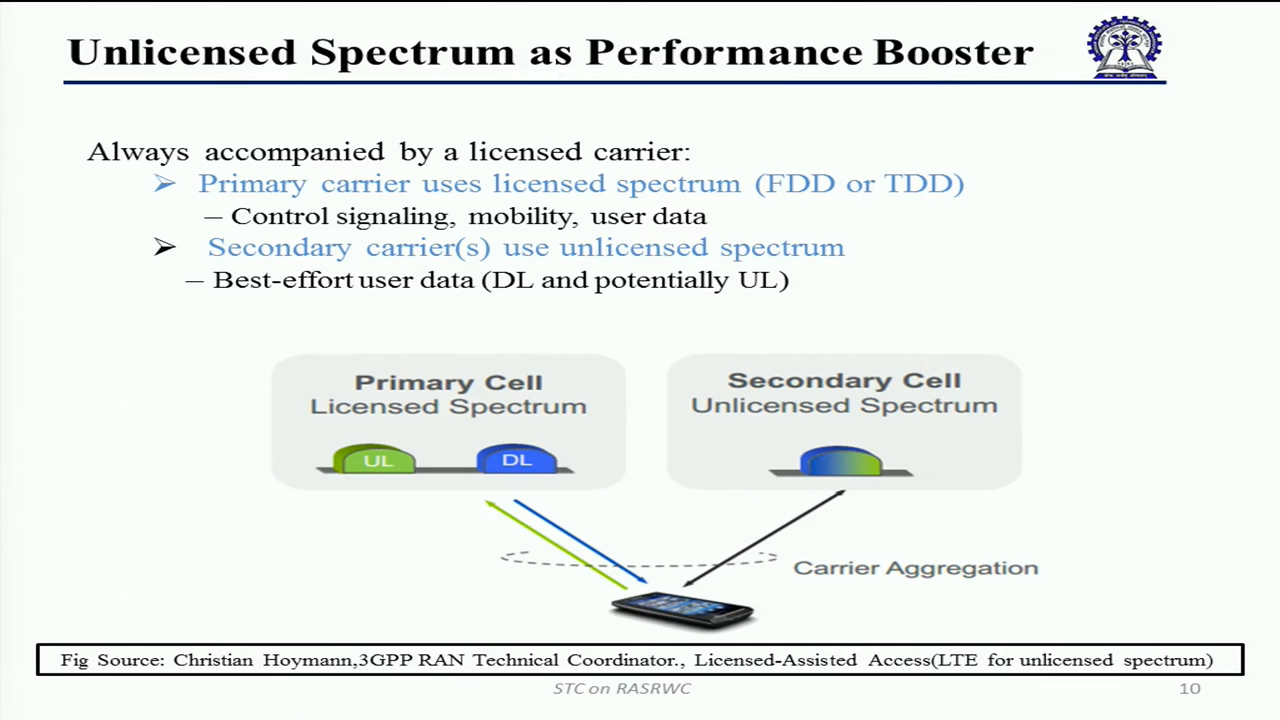 Unlicensed Spectrum as Performance Booster
Always accompanied by a licensed carrier:
➢ Primary carrier uses licensed spectrum (FDD or TDD)
– Control signaling, mobility, user data
➢ Secondary carrier(s) use unlicensed spectrum
– Best-effort user data (DL and potentially UL)
Primary Cell
Licensed Spectrum
UL
DL
Secondary Cell
Unlicensed Spectrum
Carrier Aggregation
Fig Source: Christian Hoymann,3GPP RAN Technical Coordinator., Licensed-Assisted Access(LTE for unlicensed spectrum)
STC on RASRWC
10